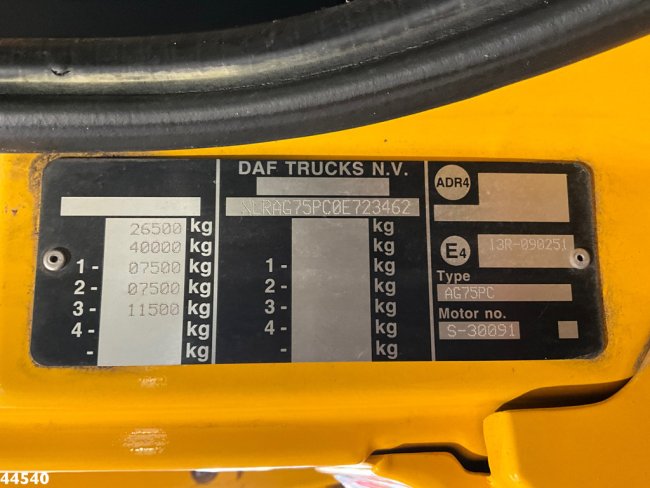 26500 kg
40000 kg
1 - 07500 kg
2 - 07500 kg
3 - 11500 kg
4 - kg
- kg
DAF TRUCKS N.V.
XLRAG75PC0E723462
kg
kg
1 - kg
2 - kg
3 - kg
4 - kg
- kg
ADR4
E4 13R-090251
Type
AG75PC
Motor no.
S-30091
44540